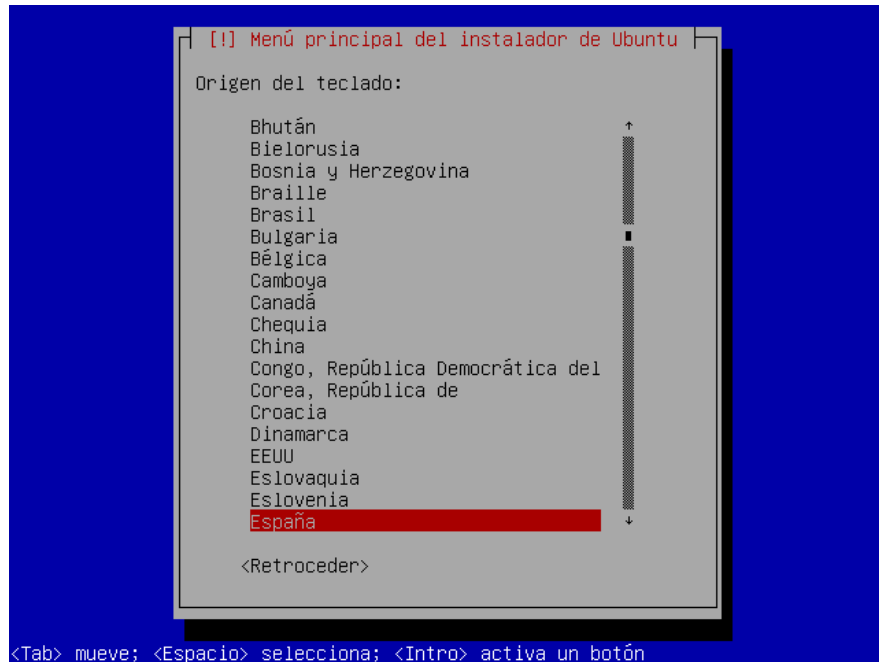 [!] Menú principal del instalador de Ubuntu
Origen del teclado:
Bhután
Bielorusia
Bosnia y Herzegovina
Braille
Brasil
Bulgaria
Bélgica
Camboya
Canadá
Chequia
China
Congo, República Democrática del
Corea, República de
Croacia
Dinamarca
EEUU
Eslovaquia
Eslovenia
España
<Retroceder>
<Tab> mueve; <Espacio> selecciona; <Intro> activa un botón